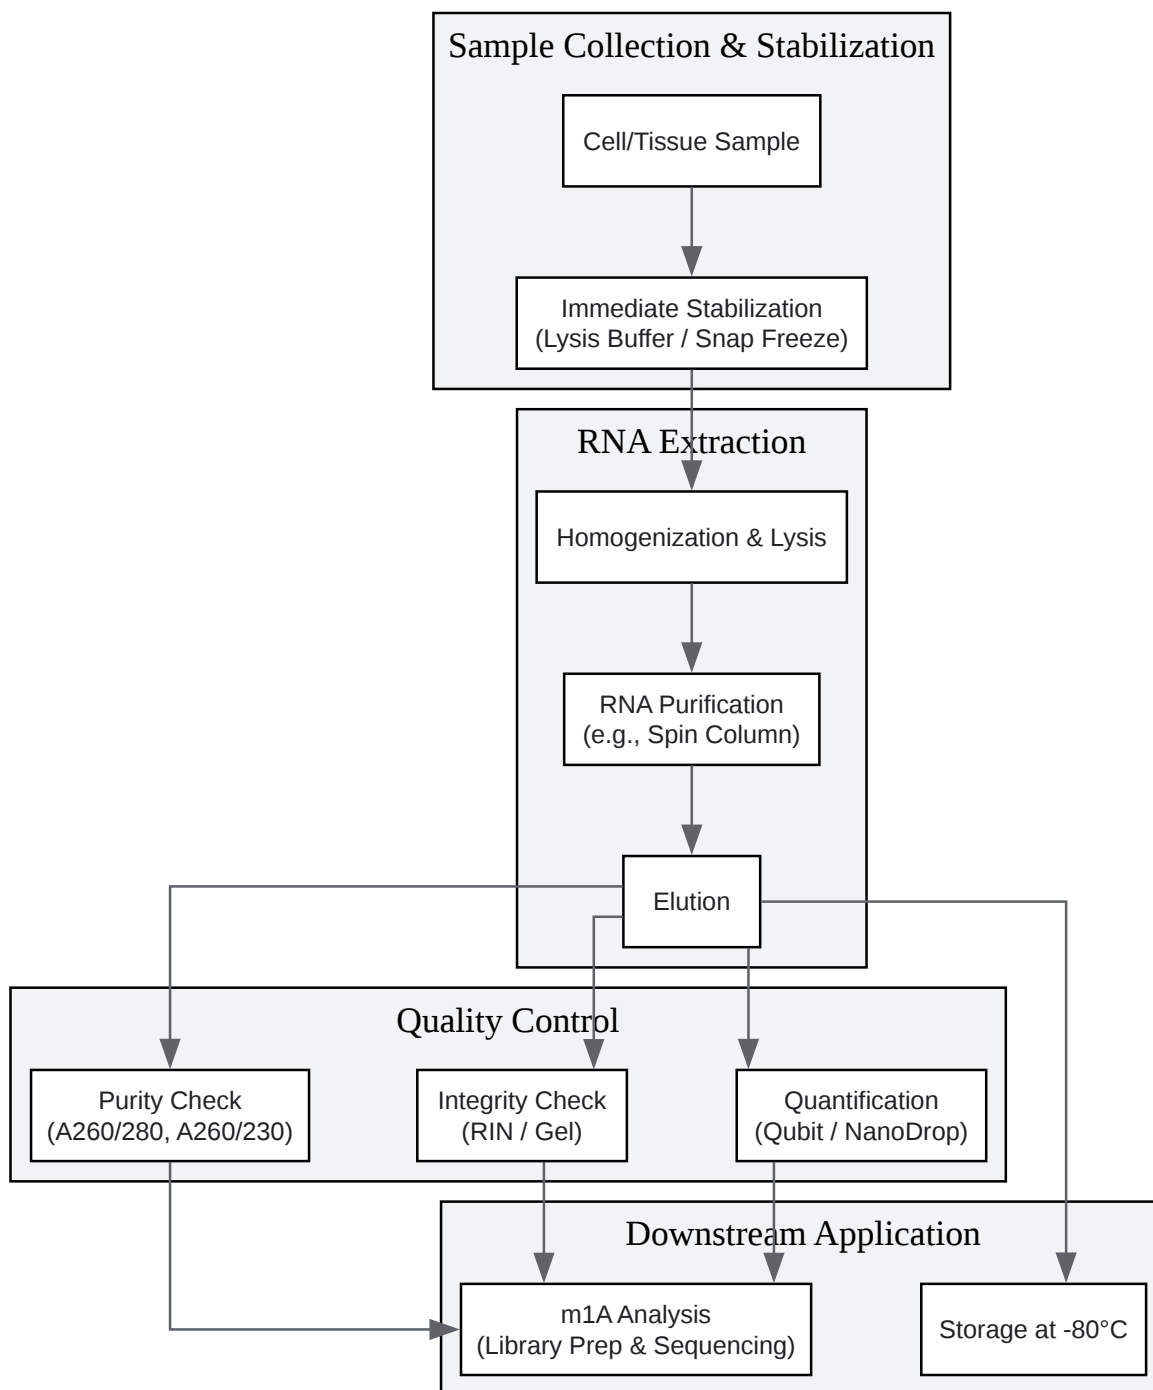 Sample Collection & Stabilization
Cell/Tissue Sample
Immediate Stabilization
(Lysis Buffer / Snap Freeze)
RNA Extraction
Homogenization & Lysis
RNA Purification
(e.g., Spin Column)
Elution
Quality Control
Purity Check
(A260/280, A260/230)
Integrity Check
(RIN / Gel)
Quantification
(Qubit / NanoDrop)
Downstream Application
m1A Analysis
(Library Prep & Sequencing)
Storage at -80°C